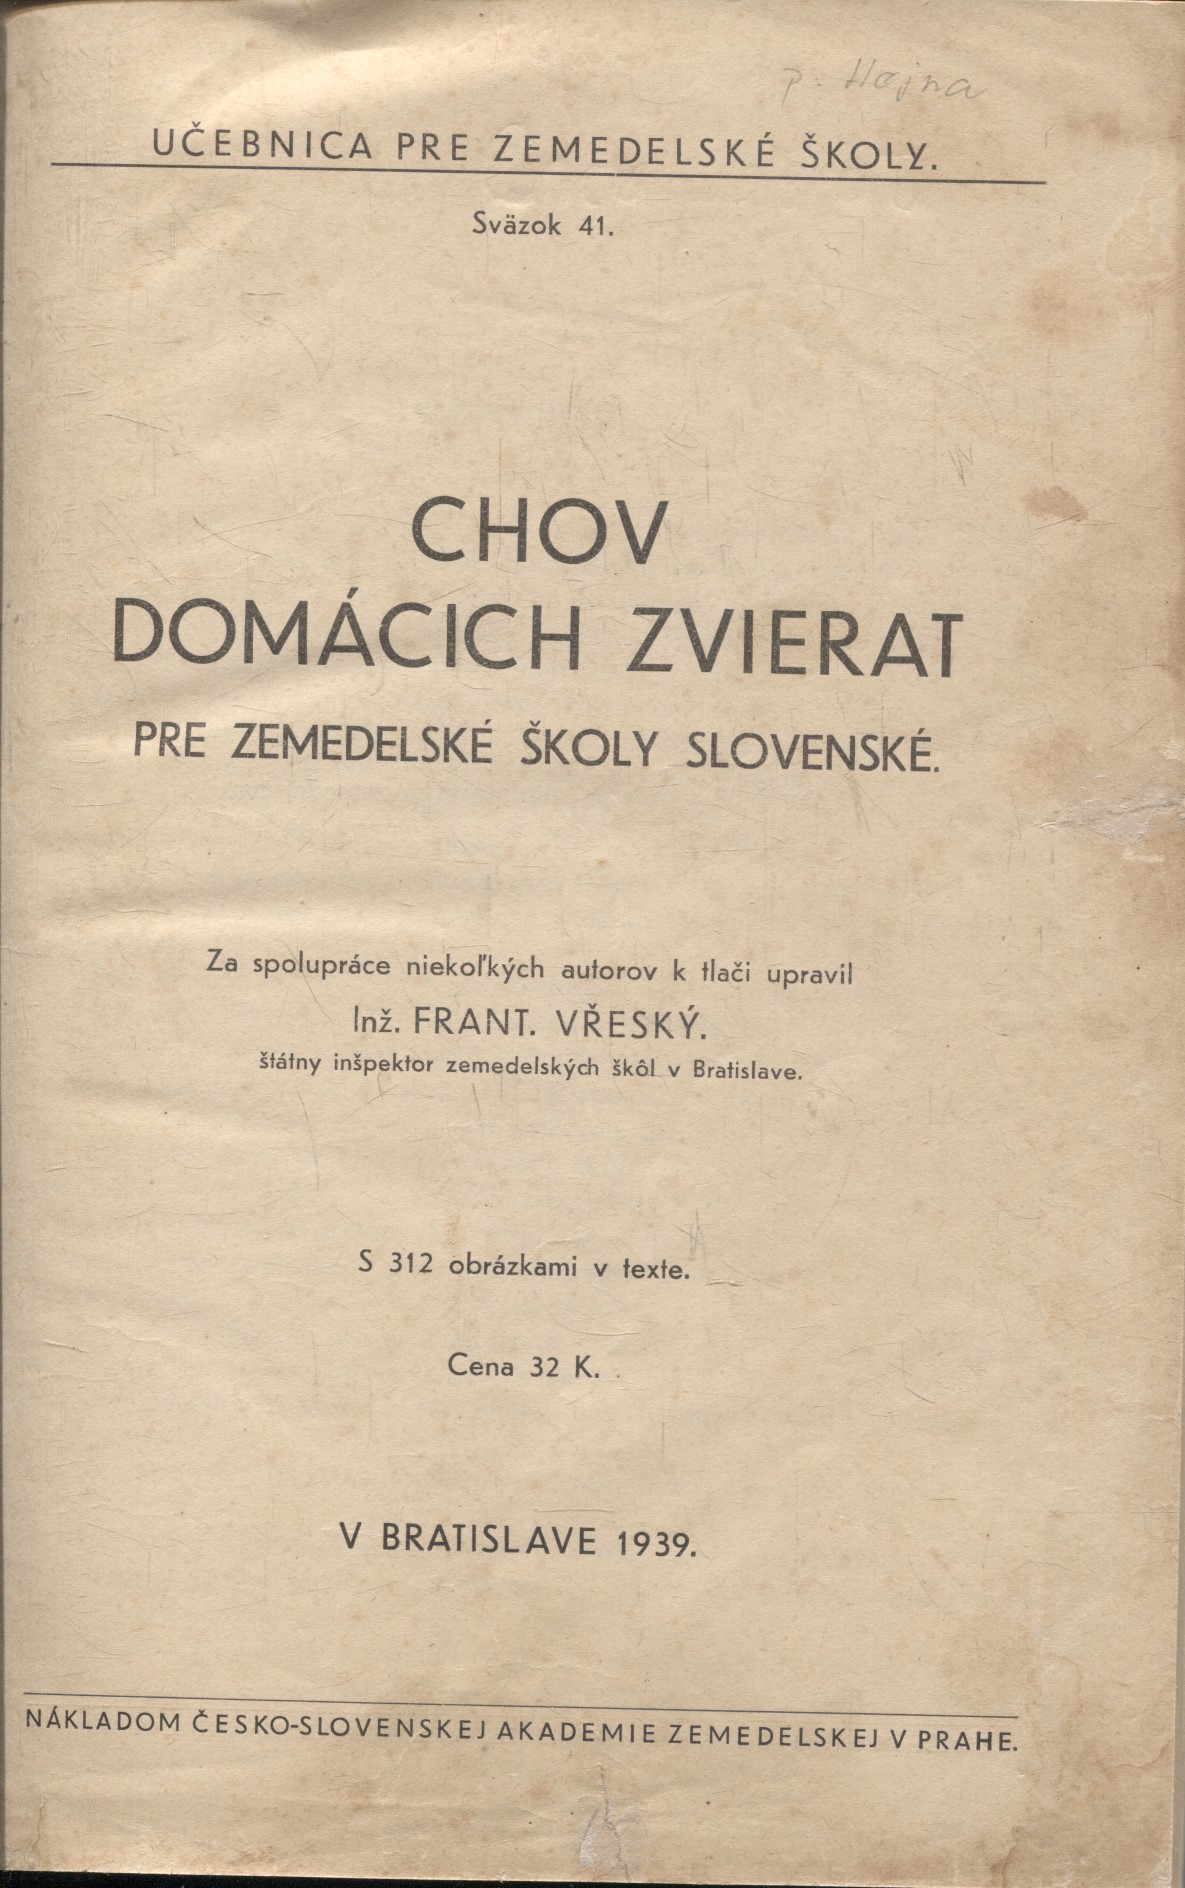 p. Hojna
UČEBNICA PRE ZEMEDELSKÉ ŠKOLY.
Sväzok 41.
CHOV
DOMÁCICH ZVIERAT
PRE ZEMEDELSKÉ ŠKOLY SLOVENSKÉ.
Za spolupráce niekoľkých autorov k tlači upravil
Inž. FRANT. VŘESKÝ.
štátny inšpektor zemedelských škôl v Bratislave.
S 312 obrázkami v texte.
Cena 32 K.
V BRATISLAVE 1939.
NÁKLADOM ČESKO-SLOVENSKEJ AKADEMIE ZEMEDELSKEJ V PRAHE.